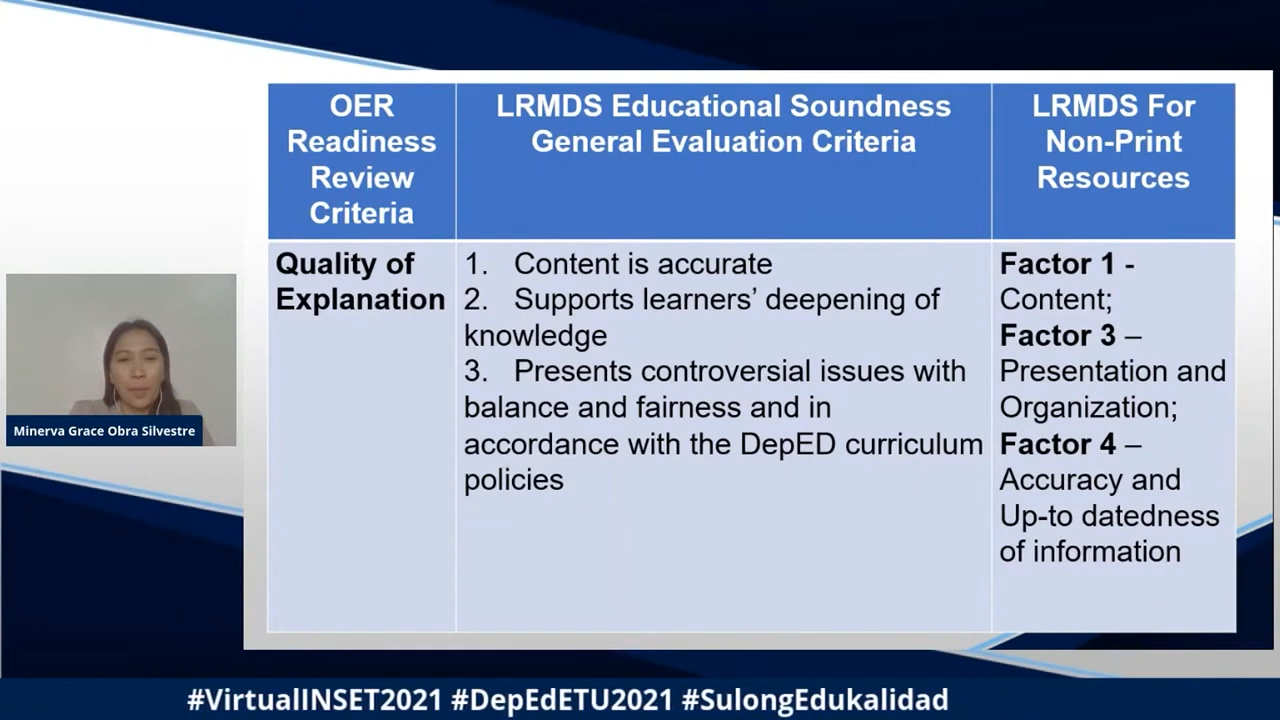 OER
Readiness
Review
Criteria
LRMDS Educational Soundness
General Evaluation Criteria
LRMDS For
Non-Print
Resources
Quality of
Explanation
1. Content is accurate
2. Supports learners’ deepening of
knowledge
3. Presents controversial issues with
balance and fairness and in
accordance with the DepED curriculum
policies
Factor 1 -
Content;
Factor 3 –
Presentation and
Organization;
Factor 4 –
Accuracy and
Up-to datedness
of information
Minerva Grace Obra Silvestre
#VirtualINSET2021 #DepEdETU2021 #SulongEdukalidad